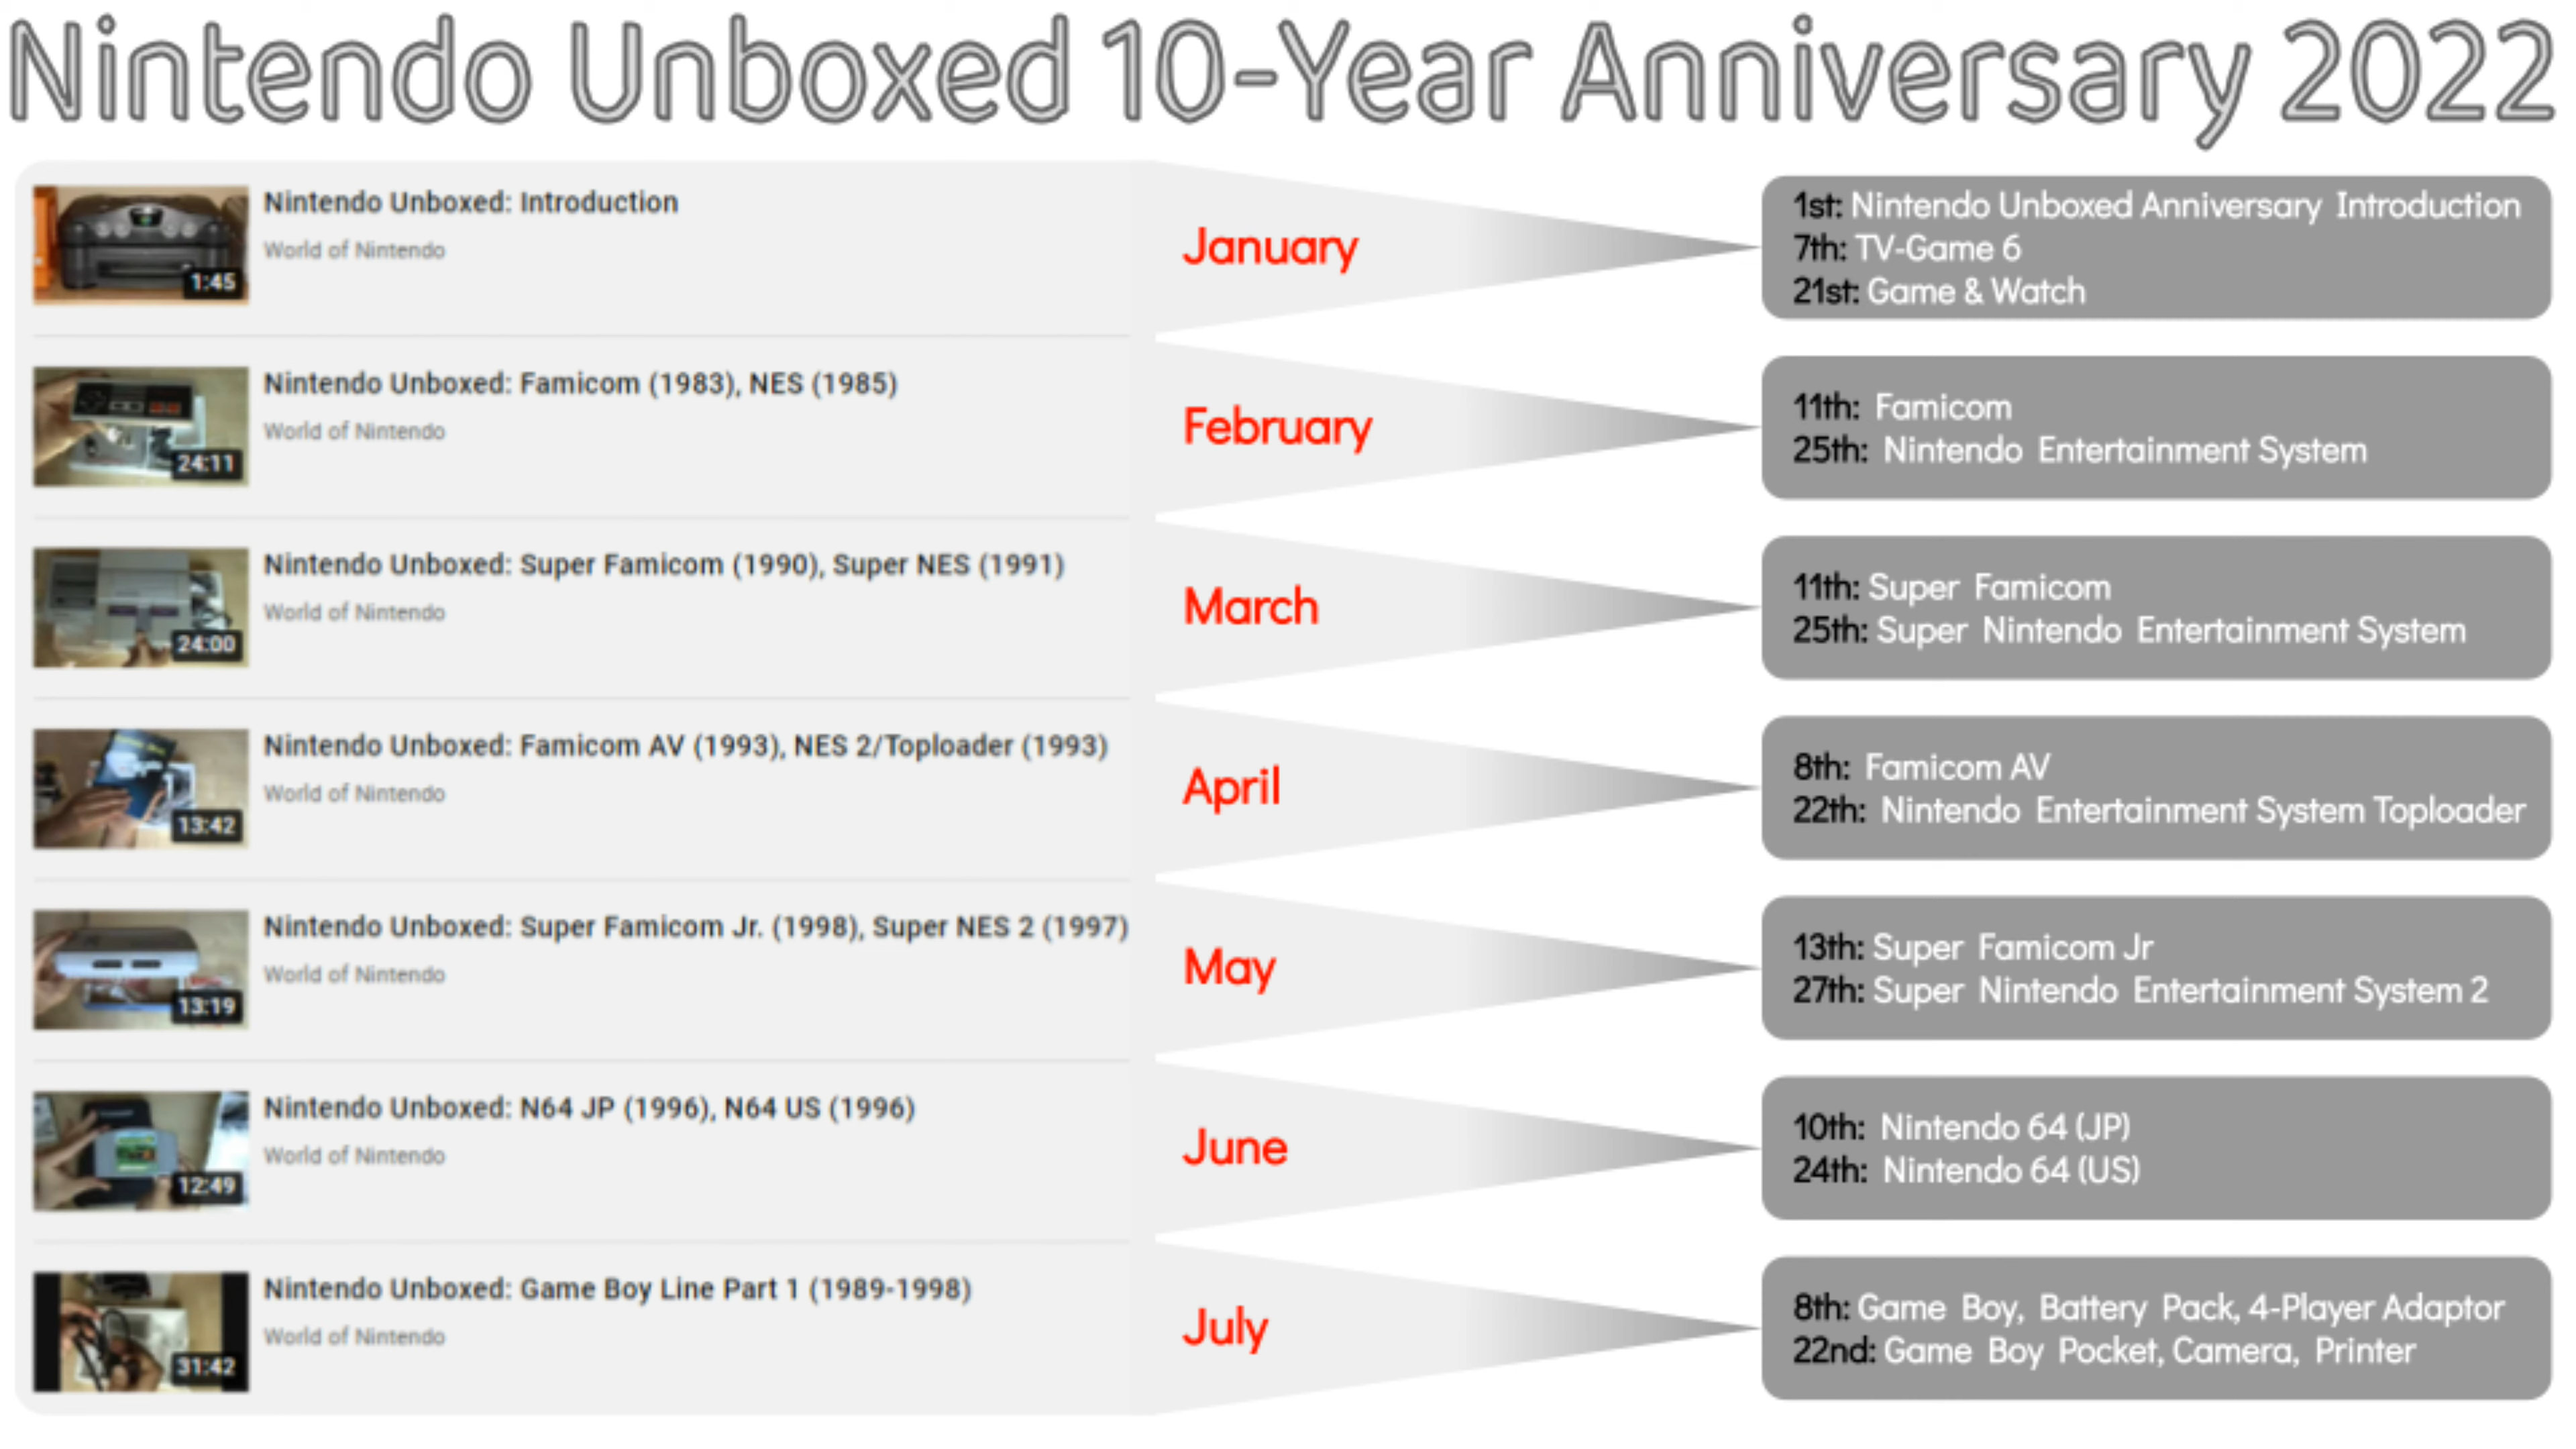 Nintendo Unboxed 10-Year Anniversary 2022
Nintendo Unboxed: Introduction
World of Nintendo
1:45
January
1st: Nintendo Unboxed Anniversary Introduction
7th: TV-Game 6
21st: Game & Watch
Nintendo Unboxed: Famicom (1983), NES (1985)
World of Nintendo
24:11
February
11th: Famicom
25th: Nintendo Entertainment System
Nintendo Unboxed: Super Famicom (1990), Super NES (1991)
World of Nintendo
24:00
March
11th: Super Famicom
25th: Super Nintendo Entertainment System
Nintendo Unboxed: Famicom AV (1993), NES 2/Toploader (1993)
World of Nintendo
13:42
April
8th: Famicom AV
22th: Nintendo Entertainment System Toploader
Nintendo Unboxed: Super Famicom Jr. (1998), Super NES 2 (1997)
World of Nintendo
13:19
May
13th: Super Famicom Jr
27th: Super Nintendo Entertainment System 2
Nintendo Unboxed: N64 JP (1996), N64 US (1996)
World of Nintendo
12:49
June
10th: Nintendo 64 (JP)
24th: Nintendo 64 (US)
Nintendo Unboxed: Game Boy Line Part 1 (1989-1998)
World of Nintendo
31:42
July
8th: Game Boy, Battery Pack, 4-Player Adaptor
22nd: Game Boy Pocket, Camera, Printer